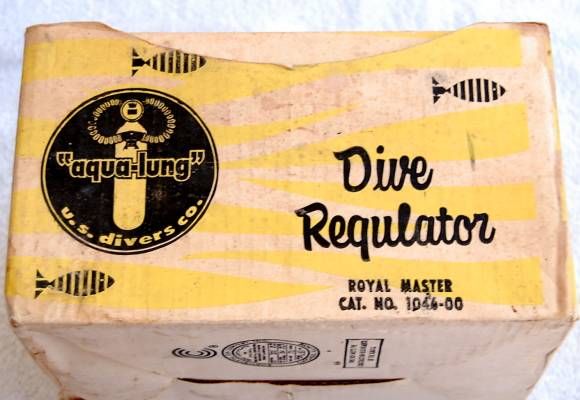 "aqua-lung"
u.s. divers co.
Dive
Regulator
ROYAL MASTER
CAT. NO. 1046-00